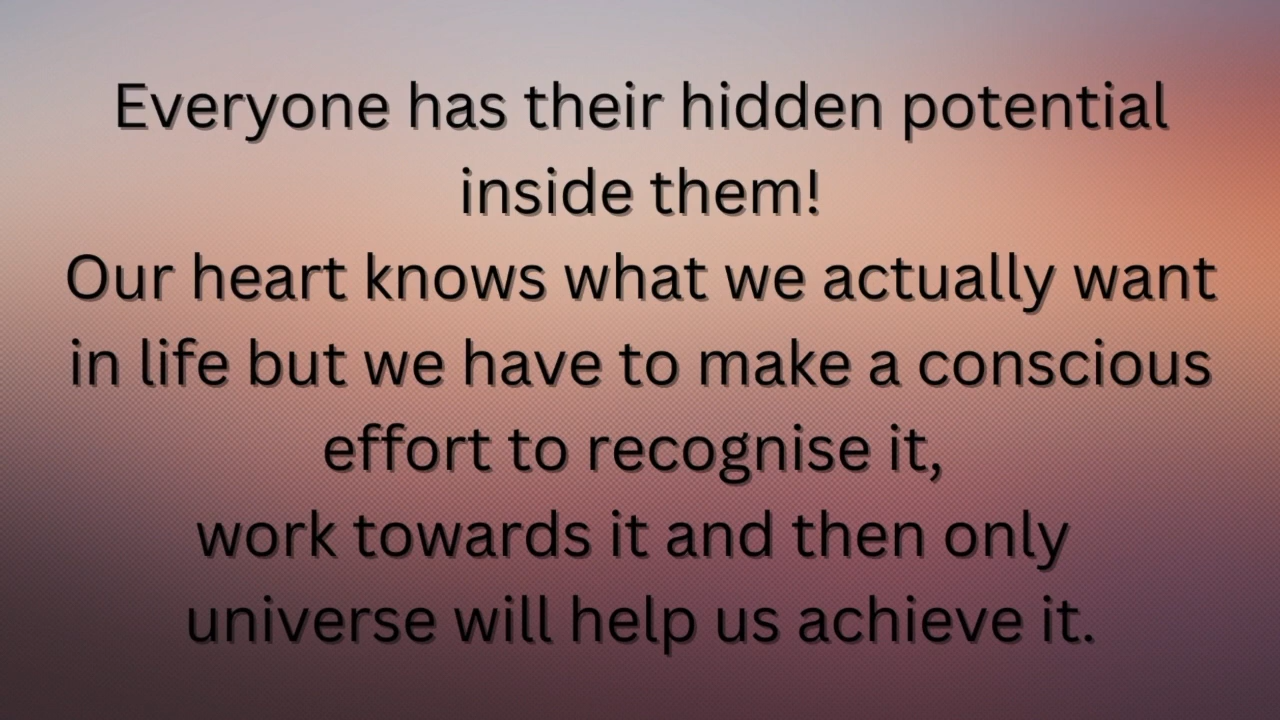 Everyone has their hidden potential
inside them!
Our heart knows what we actually want
in life but we have to make a conscious
effort to recognise it,
work towards it and then only
universe will help us achieve it.